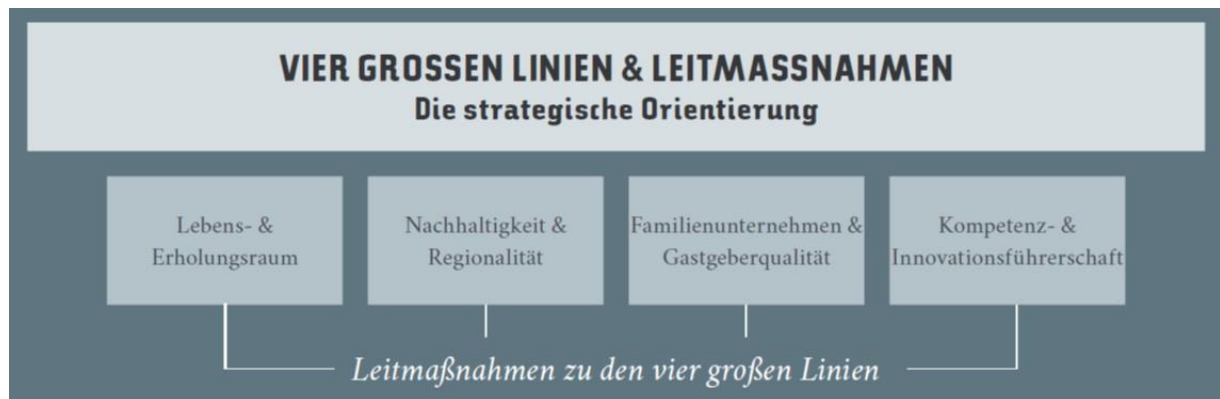 VIER GROSSEN LINIEN & LEITMASSNAHMEN
Die strategische Orientierung
Lebens- &
Erholungsraum
Nachhaltigkeit &
Regionalität
Familienunternehmen &
Gastgeberqualität
Kompetenz- &
Innovationsführerschaft
Leitmaßnahmen zu den vier großen Linien